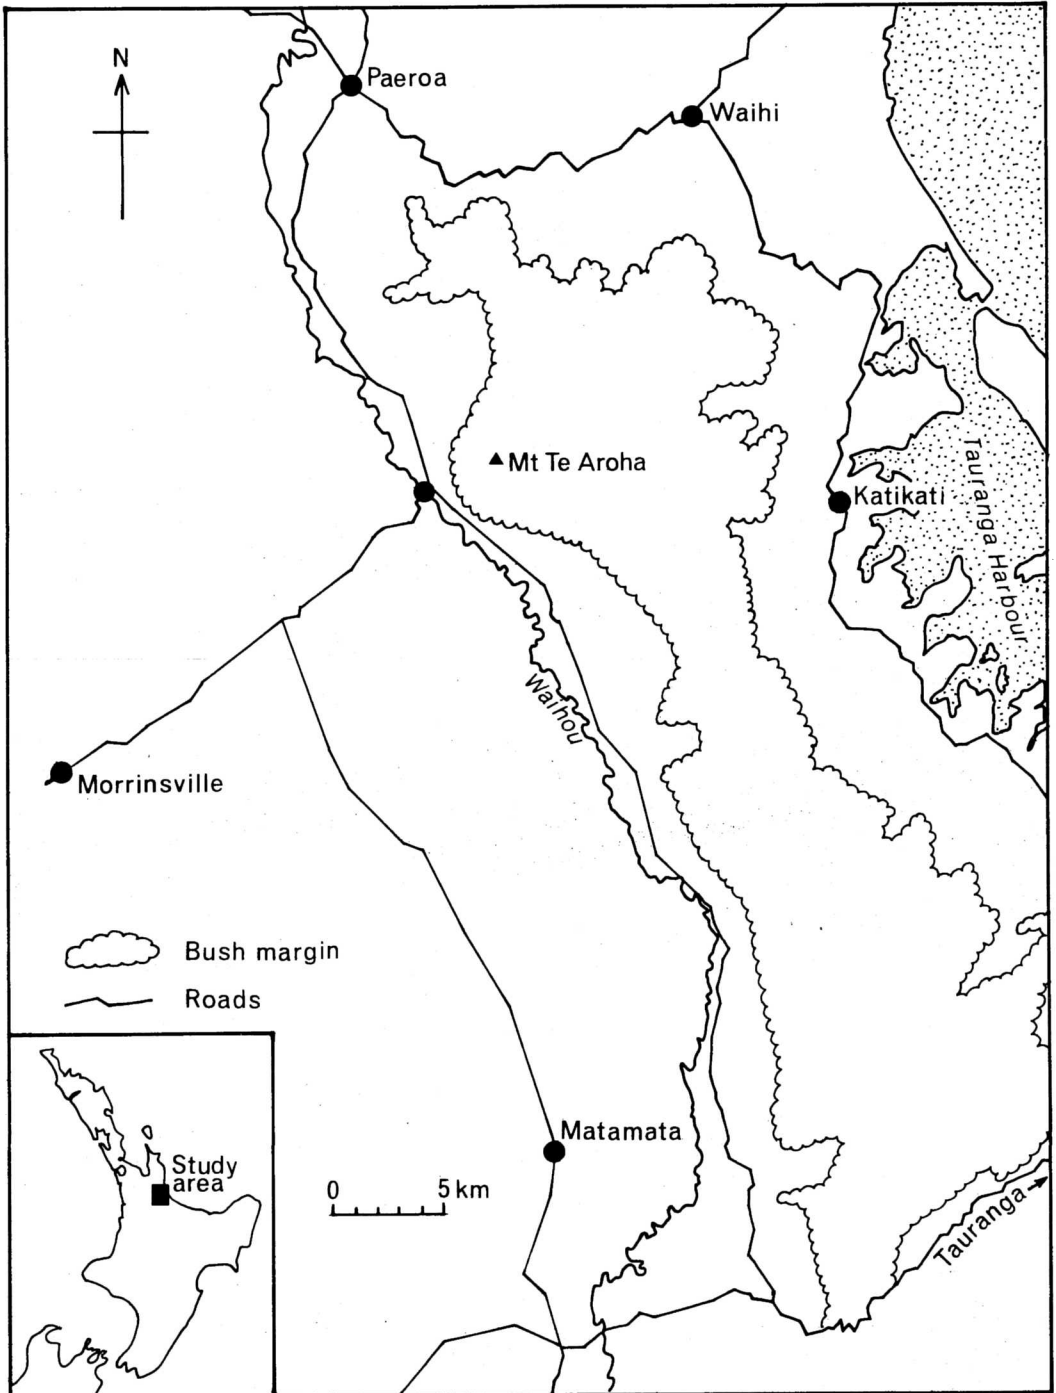 N
Paeroa
Waihi
Mt Te Aroha
Katikati
Tauranga Harbour
Waihou
Morrinsville
Bush margin
Roads
Matamata
Study
area
0 5 km
Tauranga